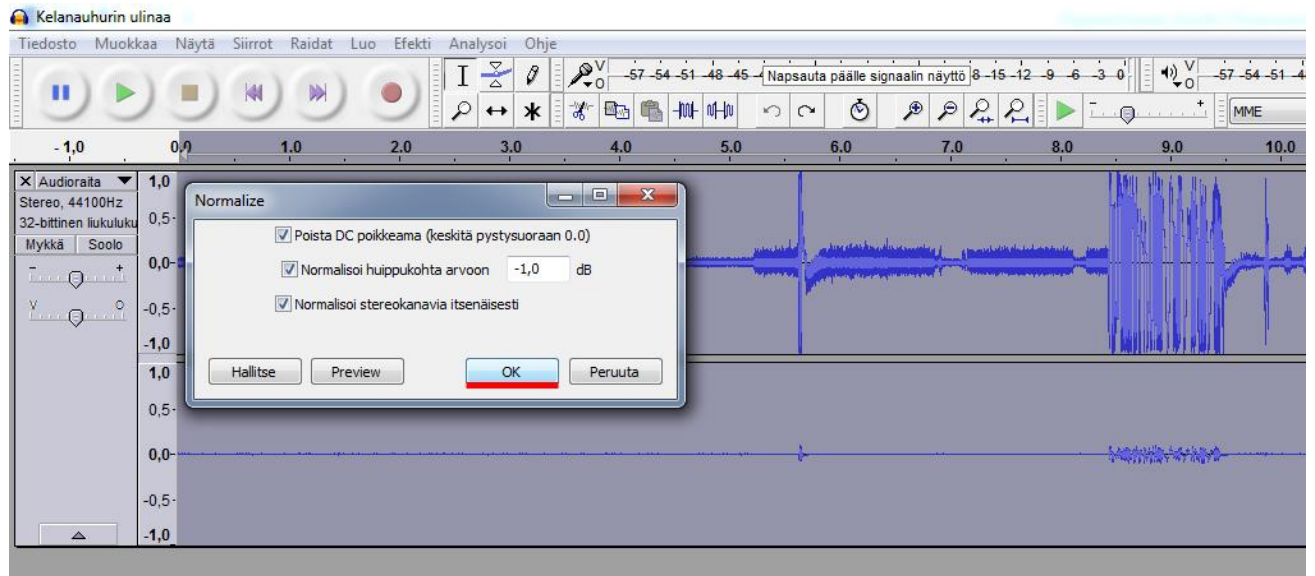 Kelanauhurin ulinaa
Tiedosto Muokkaa Näytä Siirrot Raidat Luo Efekti Analysoi Ohje
V O -57 -54 -51 -48 -45 -4 Napsauta päälle signaalin näyttö 8 -15 -12 -9 -6 -3 0 V O -57 -54 -51 -4
MME
- 1,0 0,0 1.0 2.0 3.0 4.0 5.0 6.0 7.0 8.0 9.0 10.0
X Audioraita 1,0
Stereo, 44100Hz
32-bittinen liukuluku 0,5-
Mykkä Soolo
- + 0,0-
V O -0,5-
-1,0
1,0
0,5-
0,0-
-0,5-
-1,0
Normalize
Poista DC poikkeama (keskitä pystysuoraan 0.0)
Normalisoi huippukohta arvoon -1,0 dB
Normalisoi stereokanavia itsenäisesti
Hallitse Preview OK Peruuta